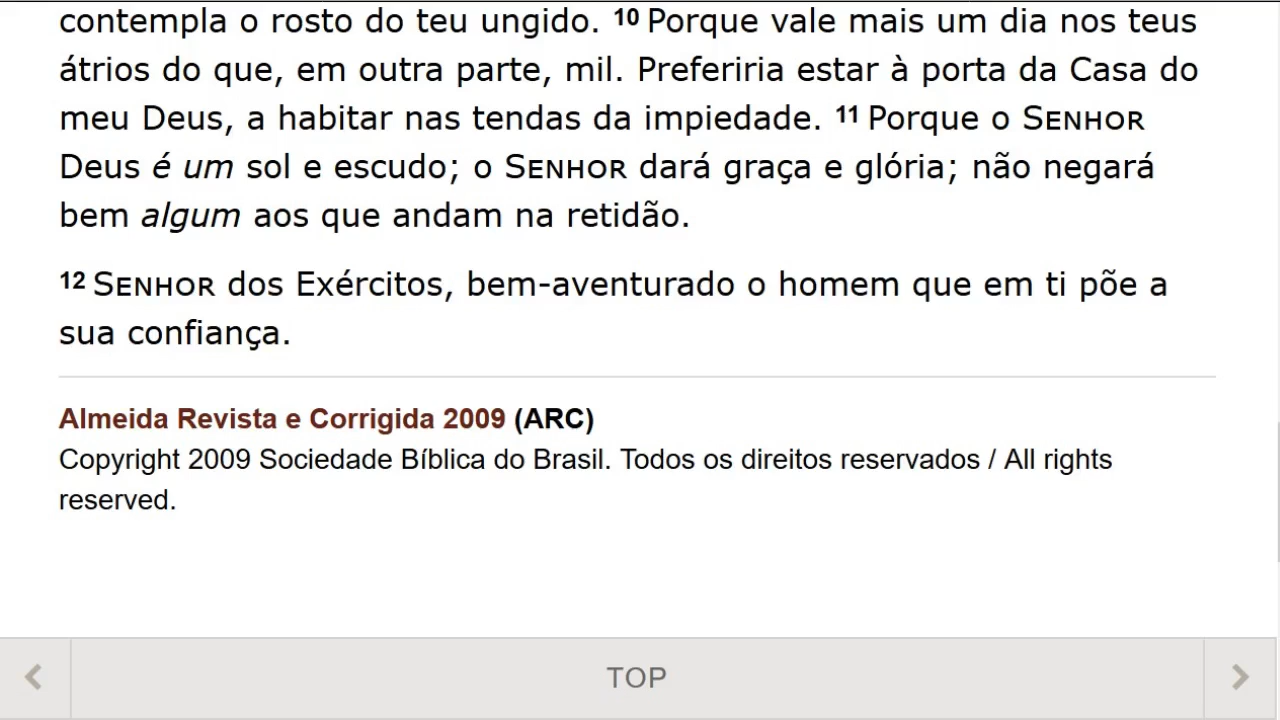 contempla o rosto do teu ungido. 10 Porque vale mais um dia nos teus
átrios do que, em outra parte, mil. Preferiria estar à porta da Casa do
meu Deus, a habitar nas tendas da impiedade. 11 Porque o SENHOR
Deus é um sol e escudo; o SENHOR dará graça e glória; não negará
bem algum aos que andam na retidão.
12 SENHOR dos Exércitos, bem-aventurado o homem que em ti põe a
sua confiança.
Almeida Revista e Corrigida 2009 (ARC)
Copyright 2009 Sociedade Bíblica do Brasil. Todos os direitos reservados / All rights
reserved.
TOP